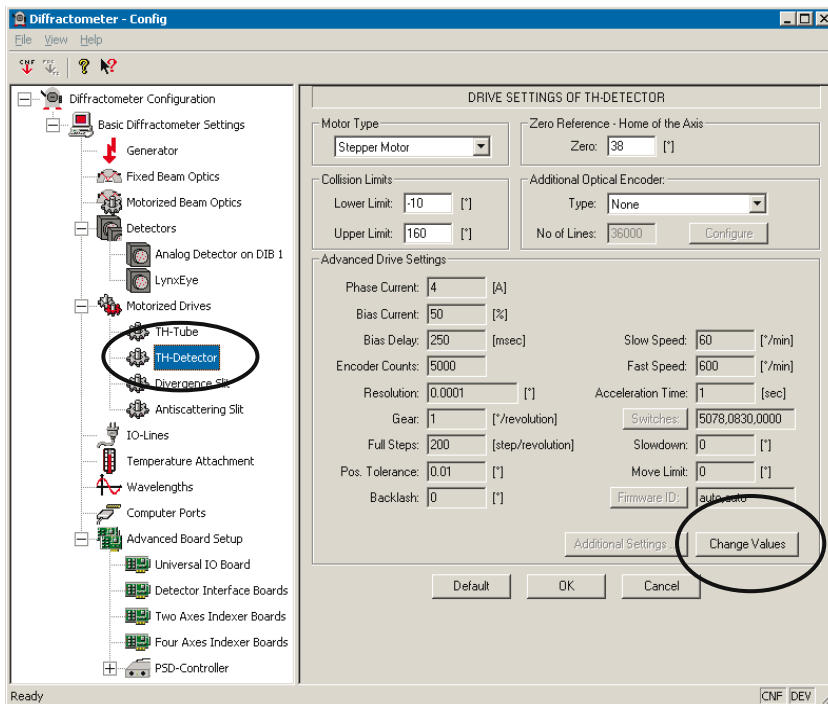 Diffractometer - Config
File View Help
CNF
Diffractometer Configuration
Basic Diffractometer Settings
Generator
Fixed Beam Optics
Motorized Beam Optics
Detectors
Analog Detector on DIB 1
LynxEye
Motorized Drives
TH-Tube
TH-Detector
Divergence Slit
Antiscattering Slit
IO-Lines
Temperature Attachment
Wavelengths
Computer Ports
Advanced Board Setup
Universal IO Board
Detector Interface Boards
Two Axes Indexer Boards
Four Axes Indexer Boards
PSD-Controller
DRIVE SETTINGS OF TH-DETECTOR
Motor Type
Stepper Motor
Zero Reference - Home of the Axis
Zero: 38 [°]
Collision Limits
Lower Limit: -10 [°]
Upper Limit: 160 [°]
Additional Optical Encoder:
Type: None
No of Lines: 36000 Configure
Advanced Drive Settings
Phase Current: 4 [A]
Bias Current: 50 [%]
Bias Delay: 250 [msec] Slow Speed: 60 [°/min]
Encoder Counts: 5000 Fast Speed: 600 [°/min]
Resolution: 0.0001 [°] Acceleration Time: 1 [sec]
Gear: 1 [°/revolution] Switches: 5078,0830,0000
Full Steps: 200 [step/revolution] Slowdown: 0 [°]
Pos. Tolerance: 0.01 [°] Move Limit: 0 [°]
Backlash: 0 [°] Firmware ID: auto,auto
Additional Settings... Change Values
Default OK Cancel
Ready CNF DEV